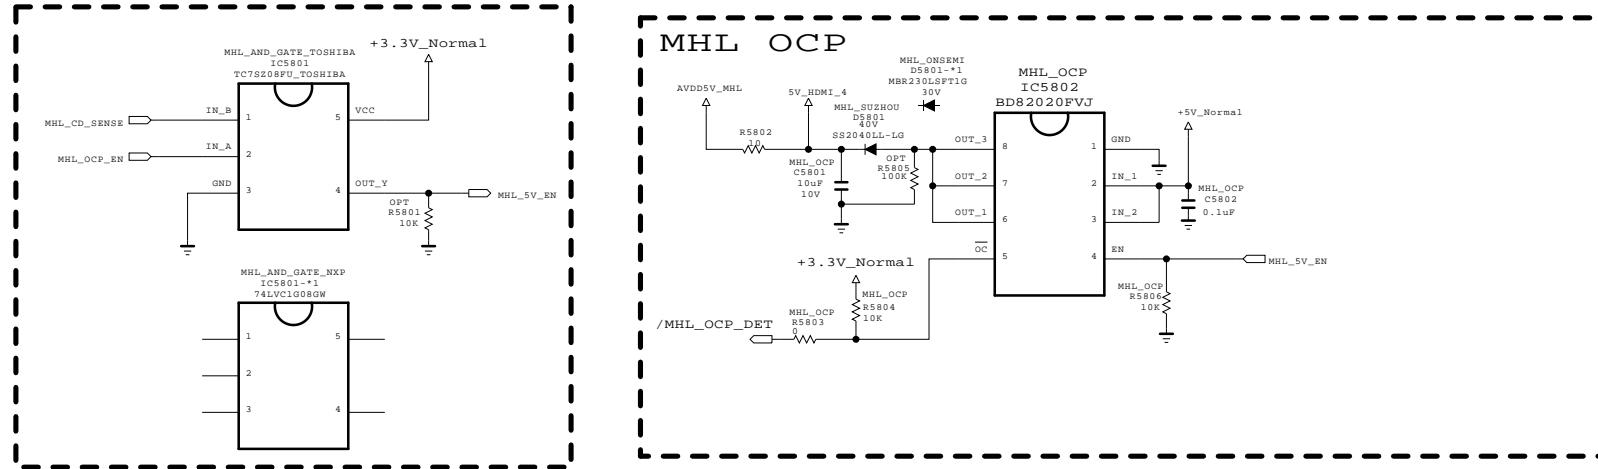 MHL_AND_GATE_TOSHIBA
IC5801
TC7SZ08FU_TOSHIBA
+3.3V_Normal
MHL_CD_SENSE
IN_B
1
5
VCC
MHL_OCP_EN
IN_A
2
GND
3
4
OUT_Y
MHL_5V_EN
OPT
R5801
10K
MHL_AND_GATE_NXP
IC5801-*1
74LVC1G08GW
1
5
2
3
4
MHL OCP
AVDD5V_MHL
5V_HDMI_4
MHL_ONSEMI
D5801-*1
MBR230LSFT1G
30V
MHL_SUZHOU
D5801
40V
SS2040LL-LG
R5802
10
MHL_OCP
C5801
10uF
10V
OPT
R5805
100K
MHL_OCP
IC5802
BD82020FVJ
OUT_3
8
1
GND
OUT_2
7
2
IN_1
OUT_1
6
3
IN_2
OC
5
4
EN
+5V_Normal
MHL_OCP
C5802
0.1uF
MHL_5V_EN
MHL_OCP
R5806
10K
+3.3V_Normal
MHL_OCP
R5804
10K
MHL_OCP
R5803
0
/MHL_OCP_DET